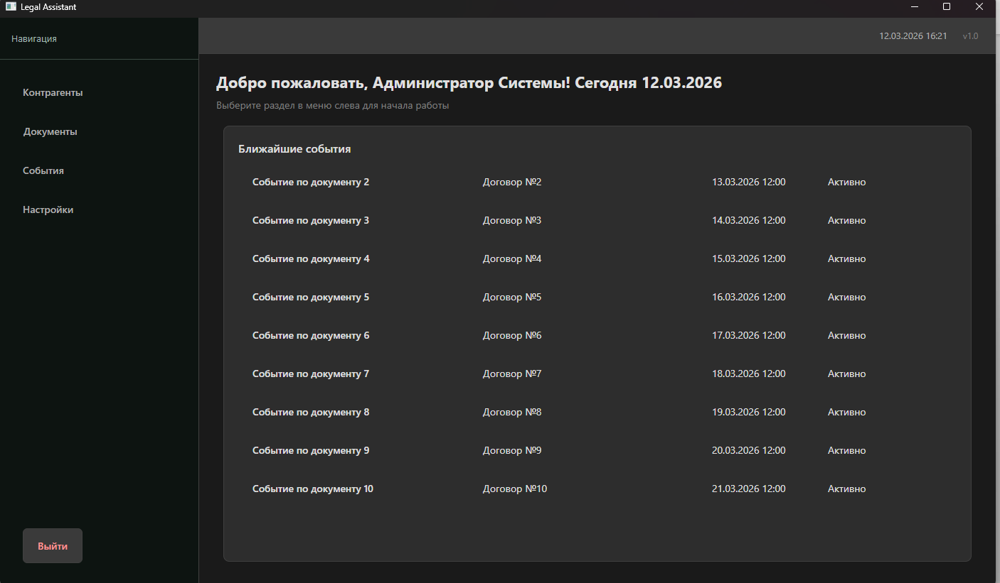 Legal Assistant
Навигация
12.03.2026 16:21 v1.0
Контрагенты
Документы
События
Настройки
Выйти
Добро пожаловать, Администратор Системы! Сегодня 12.03.2026
Выберите раздел в меню слева для начала работы
Ближайшие события
Событие по документу 2 Договор №2 13.03.2026 12:00 Активно
Событие по документу 3 Договор №3 14.03.2026 12:00 Активно
Событие по документу 4 Договор №4 15.03.2026 12:00 Активно
Событие по документу 5 Договор №5 16.03.2026 12:00 Активно
Событие по документу 6 Договор №6 17.03.2026 12:00 Активно
Событие по документу 7 Договор №7 18.03.2026 12:00 Активно
Событие по документу 8 Договор №8 19.03.2026 12:00 Активно
Событие по документу 9 Договор №9 20.03.2026 12:00 Активно
Событие по документу 10 Договор №10 21.03.2026 12:00 Активно